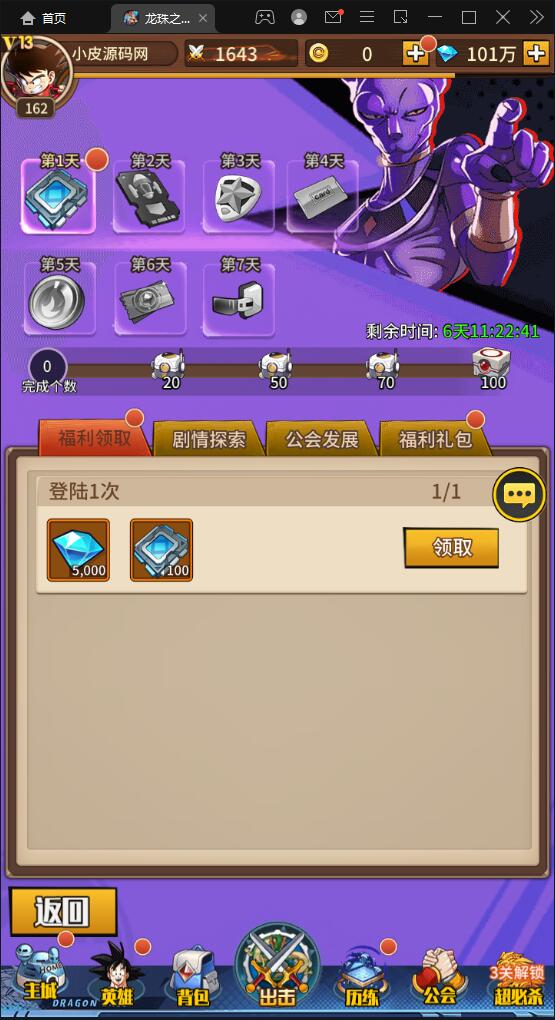 首页
龙珠之...
V13
小皮源码网
1643
0
101万
162
第1天
第2天
第3天
第4天
card
第5天
第6天
第7天
剩余时间: 6天11:22:41
0
完成个数
20
50
70
100
福利领取
剧情探索
公会发展
福利礼包
登陆1次
1/1
5,000
100
领取
返回
HOME
3关解锁
主城
DRAGON
英雄
背包
出击
历练
公会
超必杀